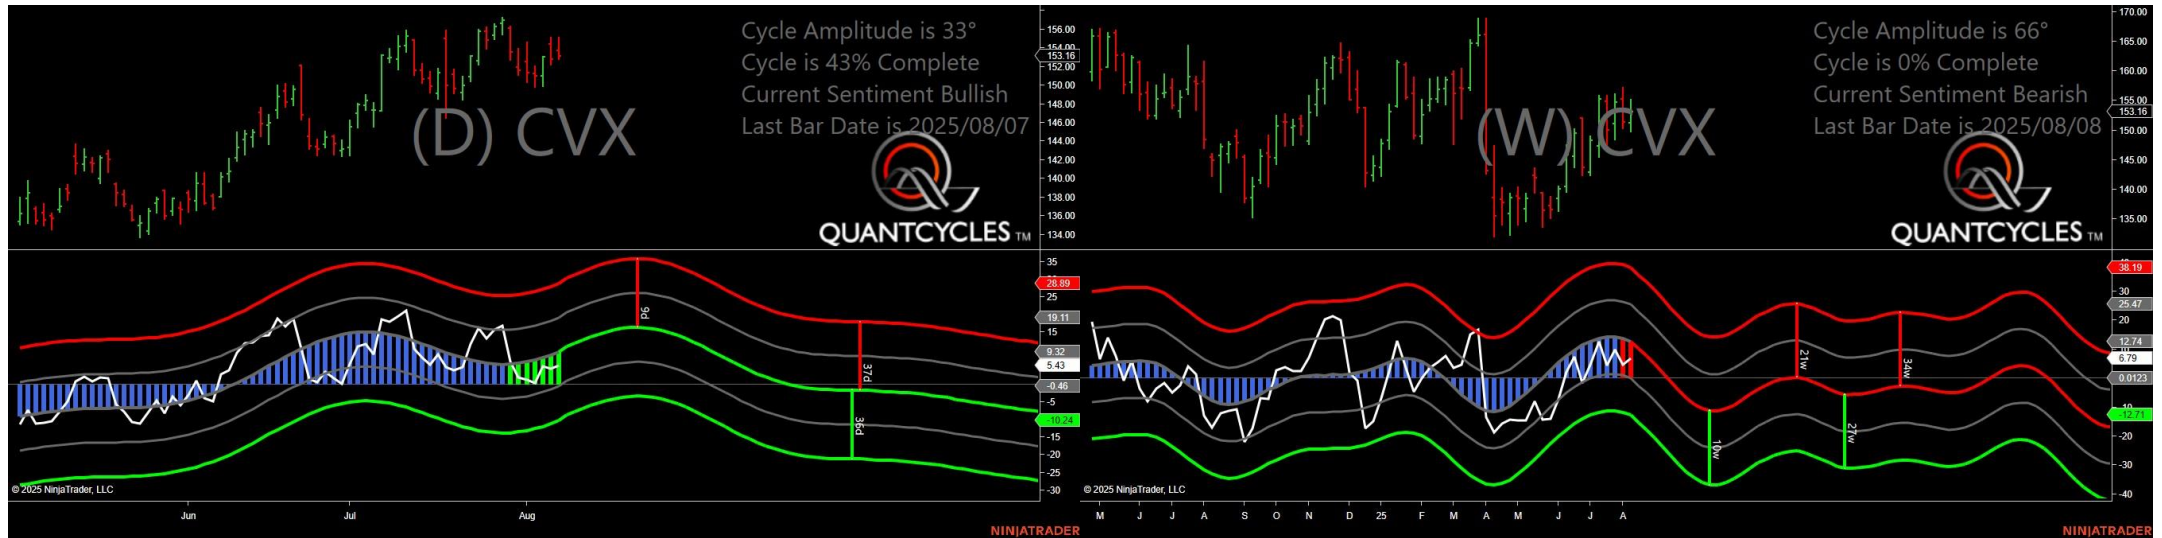 Cycle Amplitude is 33°
Cycle is 43% Complete
Current Sentiment Bullish
Last Bar Date is 2025/08/07
(D) CVX
QUANTCYCLES TM
156.00
154.00
153.16
152.00
150.00
148.00
146.00
144.00
142.00
140.00
138.00
136.00
134.00
35
28.89
25
19.11
15
9.32
5.43
-0.46
-5
-10.24
-15
-20
-25
-30
9d
37d
36d
© 2025 NinjaTrader, LLC
Jun
Jul
Aug
NINJATRADER
Cycle Amplitude is 66°
Cycle is 0% Complete
Current Sentiment Bearish
Last Bar Date is 2025/08/08
(W) CVX
QUANTCYCLES TM
170.00
165.00
160.00
155.00
153.16
150.00
145.00
140.00
135.00
38.19
30
25.47
20
12.74
6.79
0.0123
-12.71
-20
-30
-40
21w
34w
10w
27w
© 2025 NinjaTrader, LLC
M
J
J
A
S
O
N
D
25
F
M
A
M
J
J
A
NINJATRADER